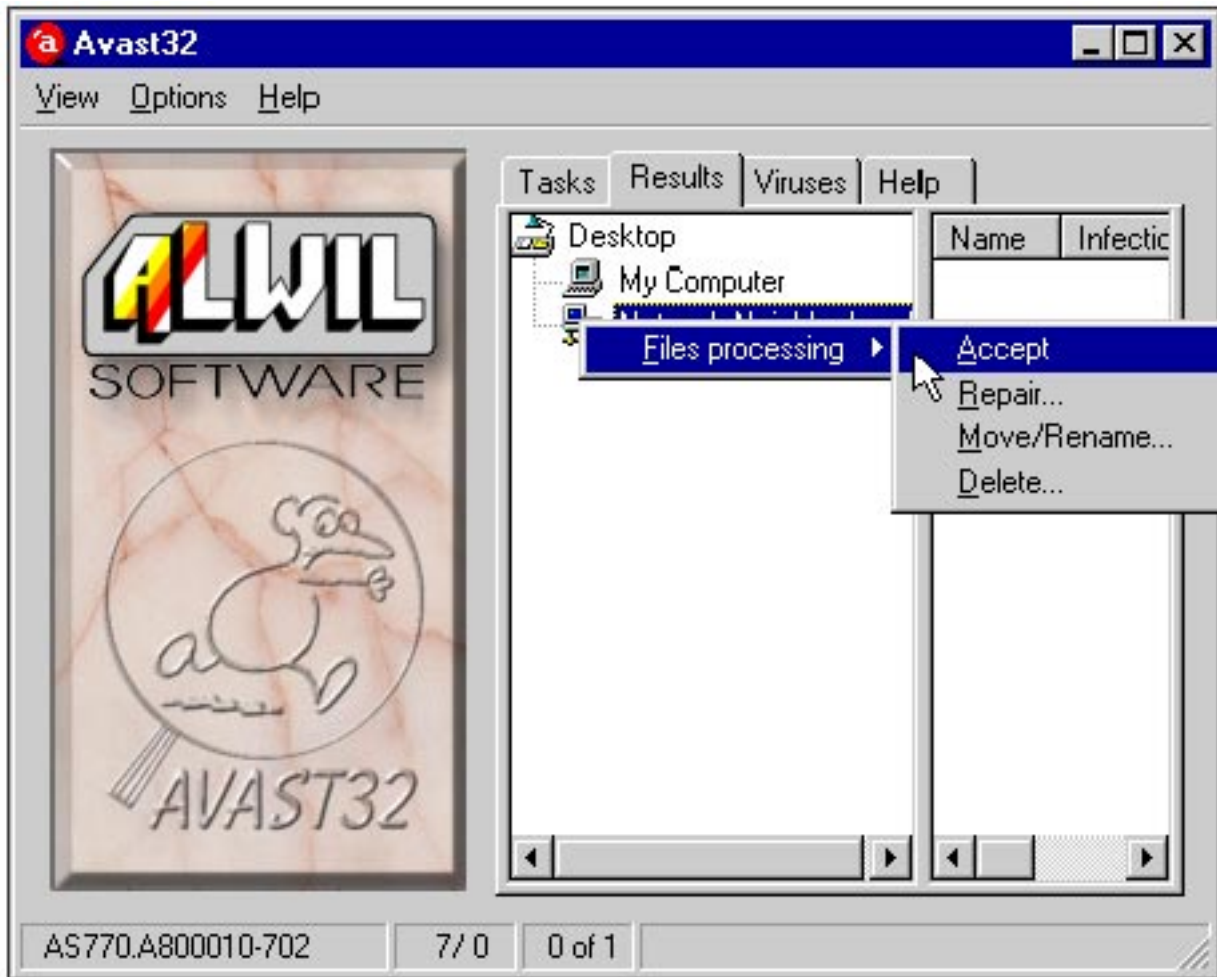 Avast32
View Options Help
ALWIL
SOFTWARE
AVAST32
Tasks Results Viruses Help
Desktop
My Computer
Name Infectic
Files processing
Accept
Repair...
Move/Rename...
Delete...
AS770.A800010-702 7/ 0 0 of 1